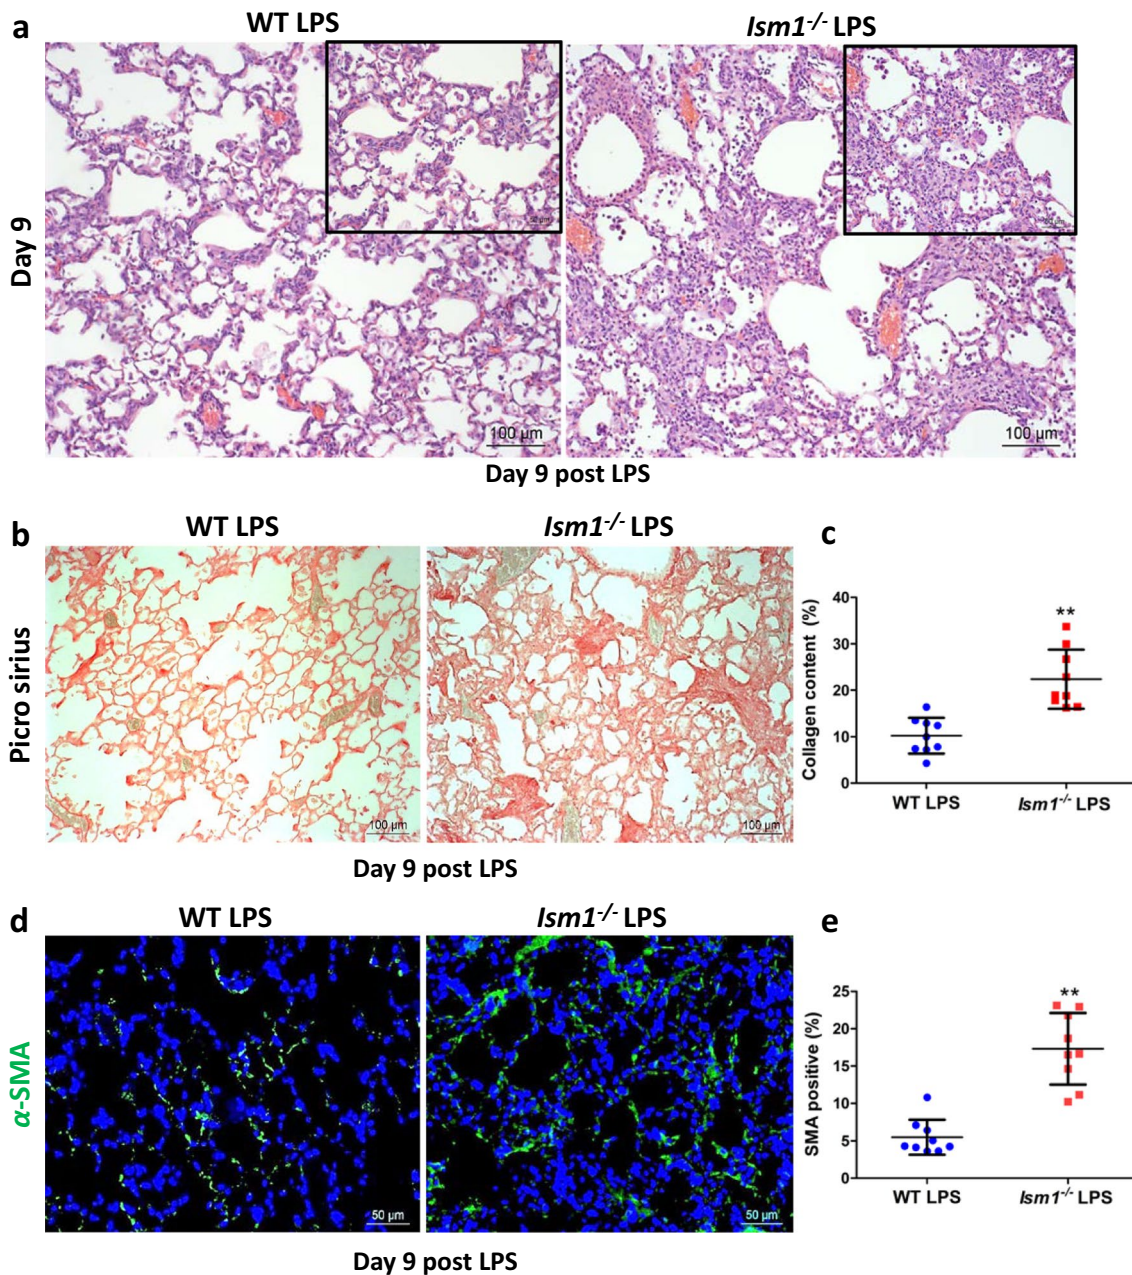 a
WT LPS
Ism1-/- LPS
Day 9
100 µm
100 µm
Day 9 post LPS
b
WT LPS
Ism1-/- LPS
c
Picro sirius
100 µm
100 µm
Day 9 post LPS
Collagen content (%)
40
30
20
10
0
**
WT LPS
Ism1-/- LPS
d
WT LPS
Ism1-/- LPS
e
α-SMA
50 µm
50 µm
Day 9 post LPS
SMA positive (%)
25
20
15
10
5
0
**
WT LPS
Ism1-/- LPS